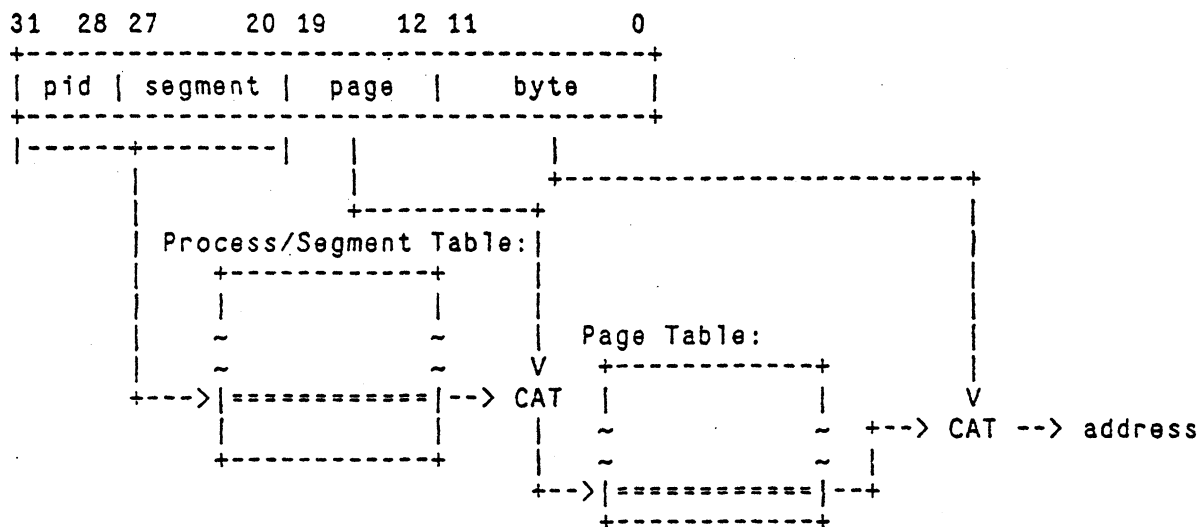 31 28 27 20 19 12 11 0
| pid | segment | page | byte |
Process/Segment Table:
Page Table:
CAT
CAT --> address